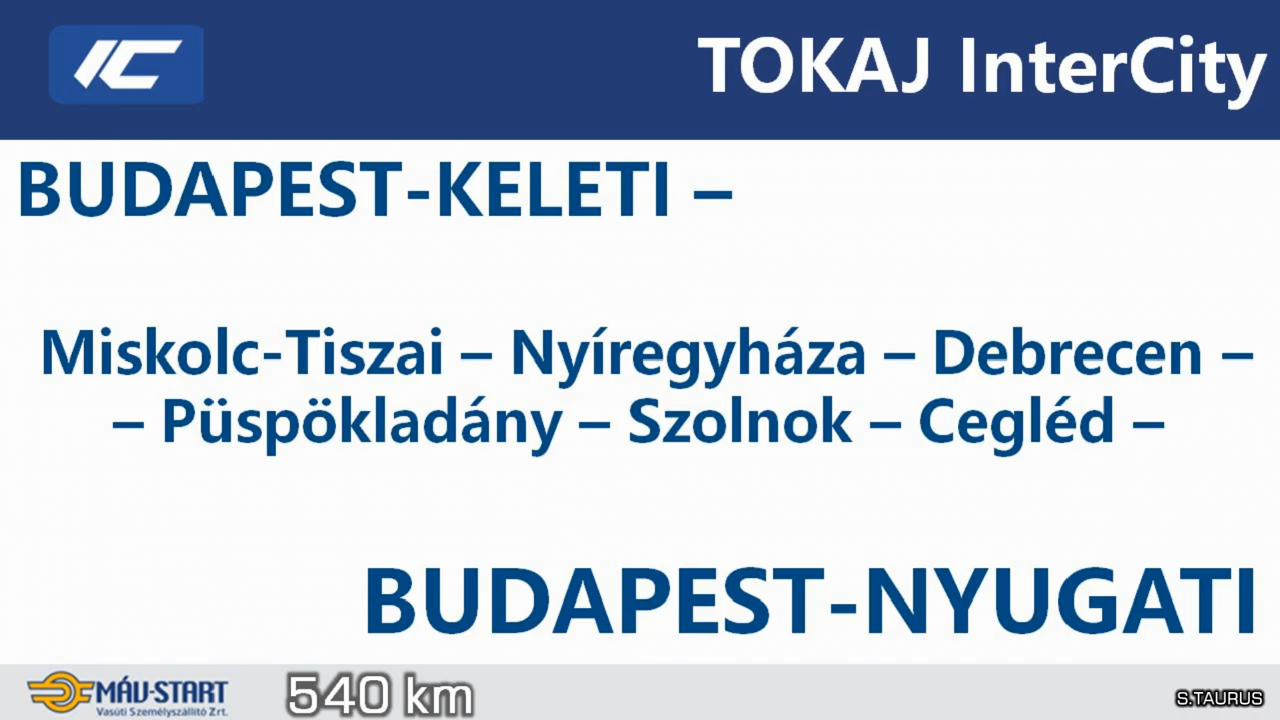 IC
TOKAJ InterCity
BUDAPEST-KELETI –
Miskolc-Tiszai – Nyíregyháza – Debrecen –
– Püspökladány – Szolnok – Cegléd –
BUDAPEST-NYUGATI
MÁV-START
Vasúti Személyszállító Zrt.
540 km
S.TAURUS